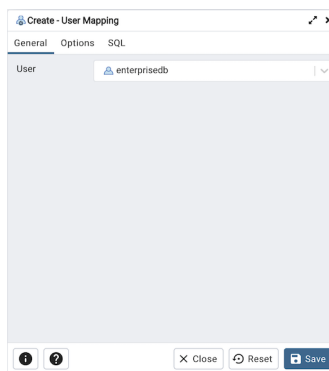 Create - User Mapping
General Options SQL
User enterprisedb
Close Reset Save